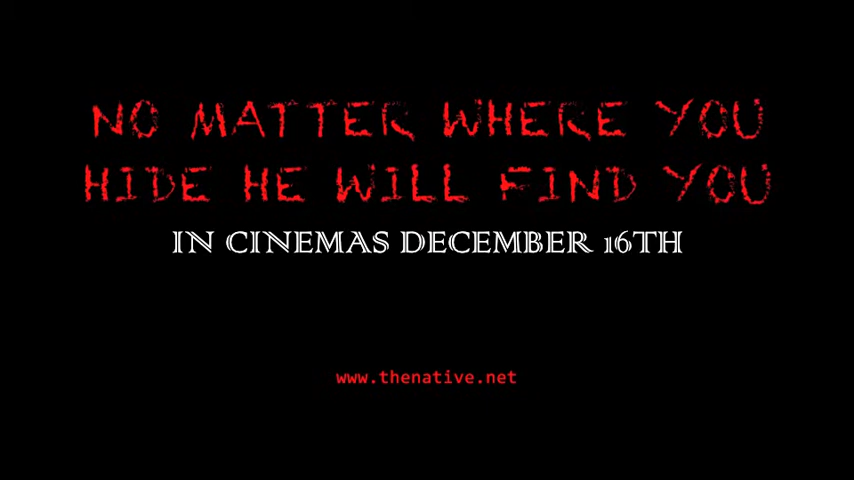 NO MATTER WHERE YOU
HIDE HE WILL FIND YOU
IN CINEMAS DECEMBER 16TH
www.thenative.net